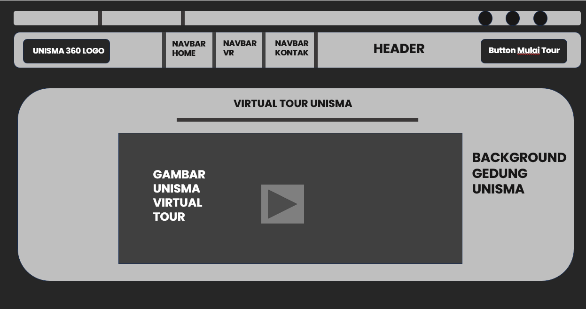 UNISMA 360 LOGO
NAVBAR
HOME
NAVBAR
VR
NAVBAR
KONTAK
HEADER
Button Mulai Tour
VIRTUAL TOUR UNISMA
GAMBAR
UNISMA
VIRTUAL
TOUR
BACKGROUND
GEDUNG
UNISMA